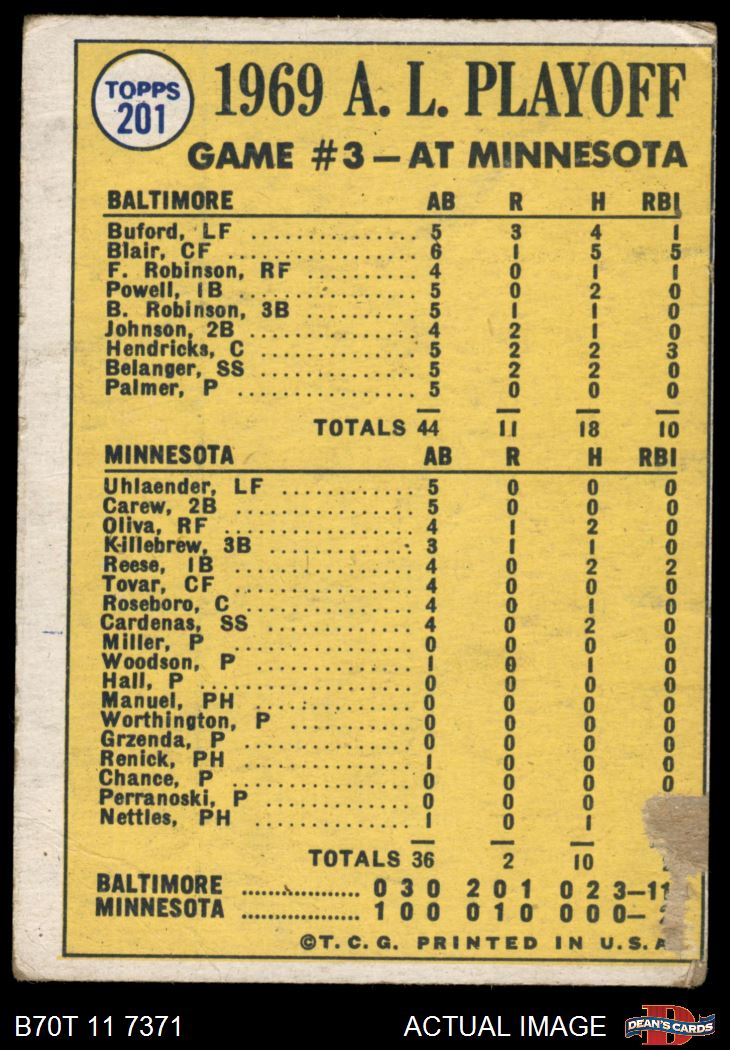 TOPPS
201
1969 A. L. PLAYOFF
GAME #3 — AT MINNESOTA
BALTIMORE AB R H RBI
Buford, LF .................. 5 3 4 1
Blair, CF .................. 6 1 5 5
F. Robinson, RF .......... 4 0 1 1
Powell, 1B .................. 5 0 2 0
B. Robinson, 3B .......... 5 1 1 0
Johnson, 2B .................. 4 2 1 0
Hendricks, C .................. 5 2 2 3
Belanger, SS .................. 5 2 2 0
Palmer, P .................. 5 0 0 0
TOTALS 44 11 18 10
MINNESOTA AB R H RBI
Uhlaender, LF ............ 5 0 0 0
Carew, 2B .................. 5 0 0 0
Oliva, RF .................. 4 1 2 0
Killebrew, 3B ............ 3 1 1 0
Reese, 1B .................. 4 0 2 2
Tovar, CF .................. 4 0 0 0
Roseboro, C .................. 4 0 1 0
Cardenas, SS ............ 4 0 2 0
Miller, P .................. 0 0 0 0
Woodson, P .................. 1 0 1 0
Hall, P .................. 0 0 0 0
Manuel, PH .................. 0 0 0 0
Worthington, P .......... 0 0 0 0
Grzenda, P .................. 0 0 0 0
Renick, PH .................. 1 0 0 0
Chance, P .................. 0 0 0 0
Perranoski, P ............ 0 0 0
Nettles, PH .................. 1 0 1
TOTALS 36 2 10
BALTIMORE .................. 0 3 0 2 0 1 0 2 3—11
MINNESOTA .................. 1 0 0 0 1 0 0 0 0—
©T.C.G. PRINTED IN U.S.A
B70T 11 7371 ACTUAL IMAGE
D
DEAN'S CARDS